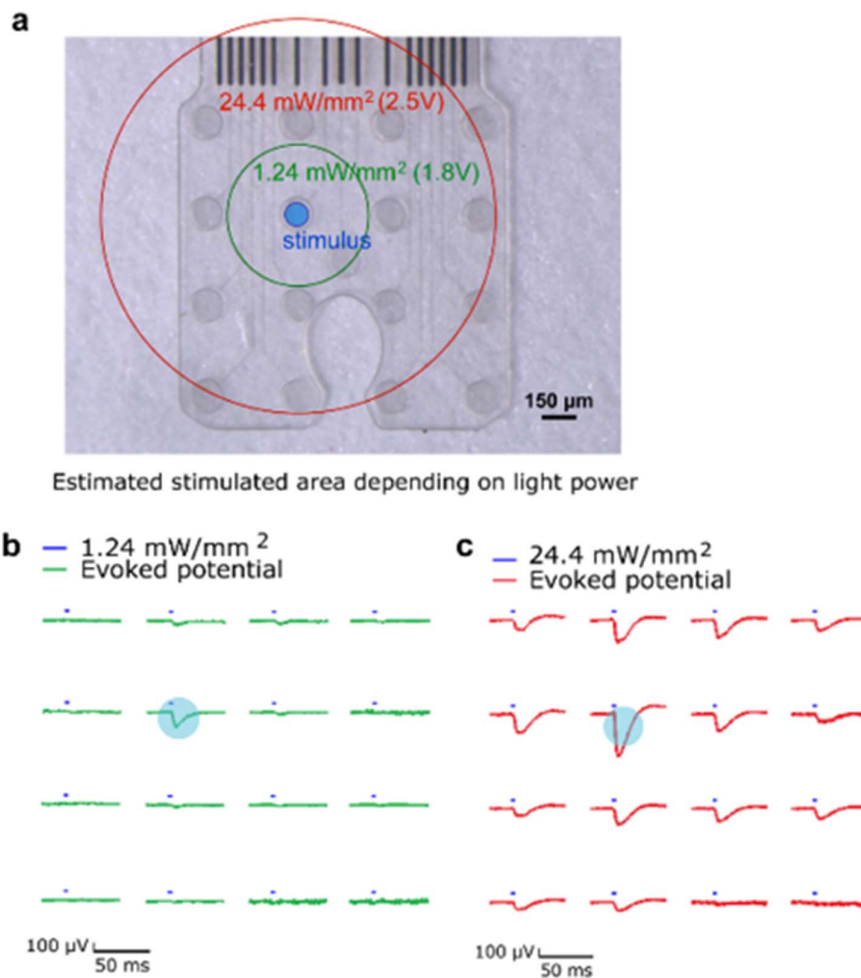 a
24.4 mW/mm² (2.5V)
1.24 mW/mm² (1.8V)
stimulus
150 μm
Estimated stimulated area depending on light power
b
1.24 mW/mm ²
Evoked potential
100 μV
50 ms
c
24.4 mW/mm²
Evoked potential
100 μV
50 ms